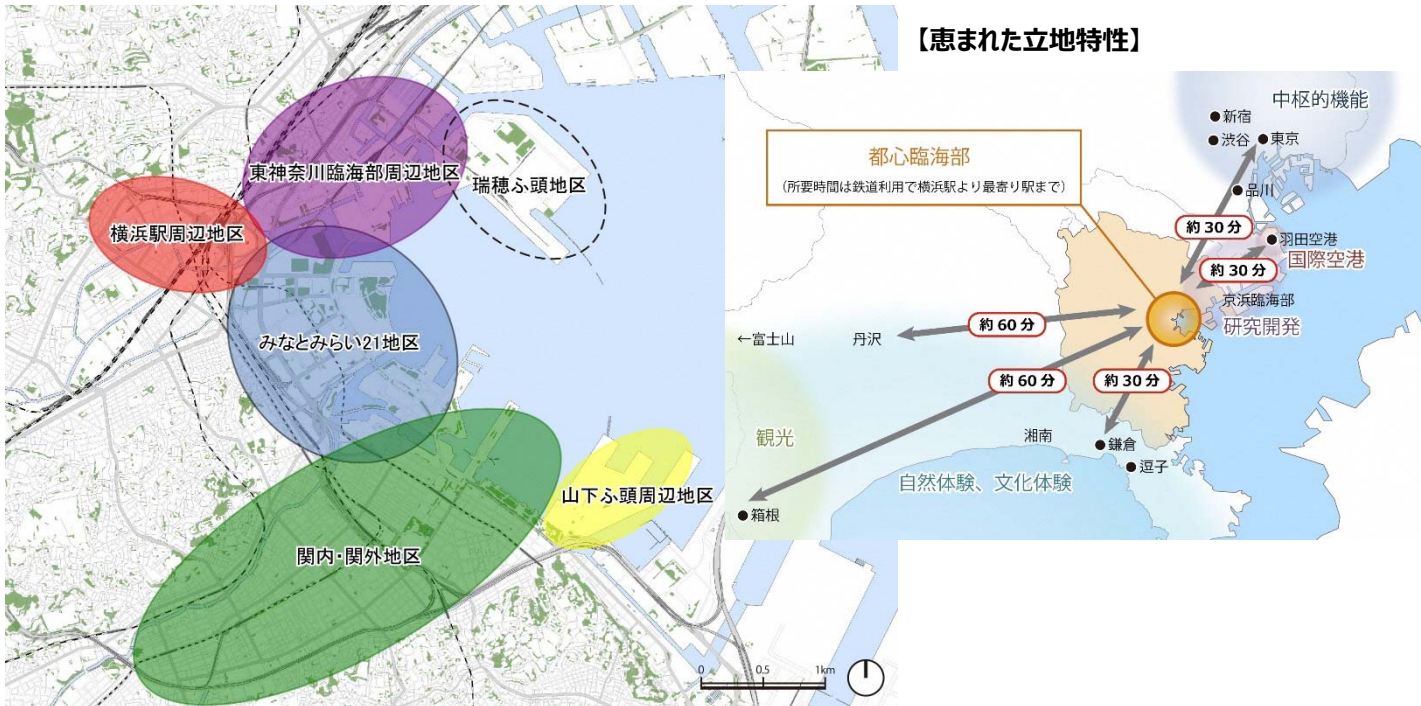 東神奈川臨海部周辺地区
瑞穂ふ頭地区
横浜駅周辺地区
みなとみらい21地区
山下ふ頭周辺地区
関内・関外地区
0
0.5
1km
【恵まれた立地特性】
中枢的機能
新宿
渋谷
東京
都心臨海部
(所要時間は鉄道利用で横浜駅より最寄り駅まで)
品川
約30分
羽田空港
国際空港
約30分
京浜臨海部
研究開発
約60分
←富士山
丹沢
約60分
約30分
観光
湘南
鎌倉
逗子
自然体験、文化体験
箱根